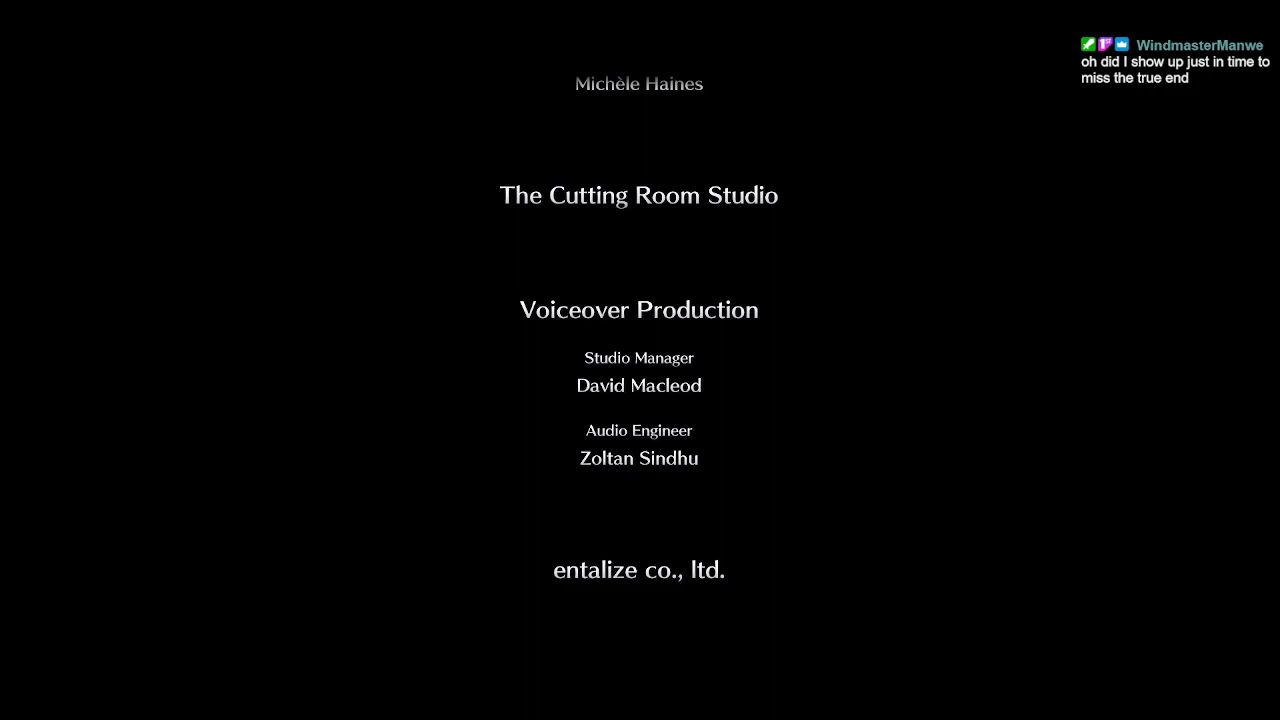 WindmasterManwe
oh did I show up just in time to
miss the true end
Michèle Haines
The Cutting Room Studio
Voiceover Production
Studio Manager
David Macleod
Audio Engineer
Zoltan Sindhu
entalize co., ltd.